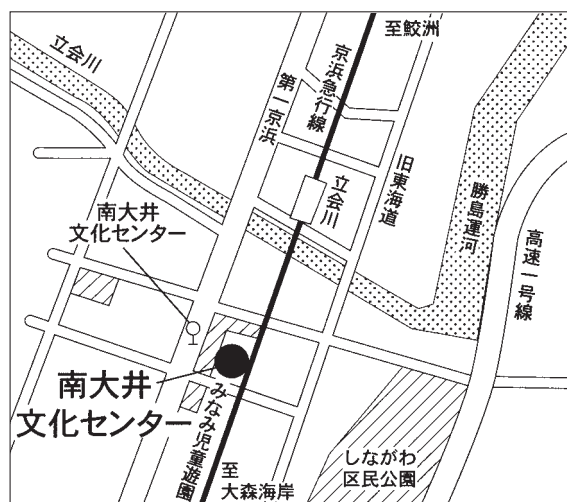 至鮫洲
立会川
京浜急行線
第一京浜
旧東海道
立会川
勝島運河
高速一号線
南大井
文化センター
南大井
文化センター
みなみ児童遊園
しながわ
区民公園
至
大森海岸